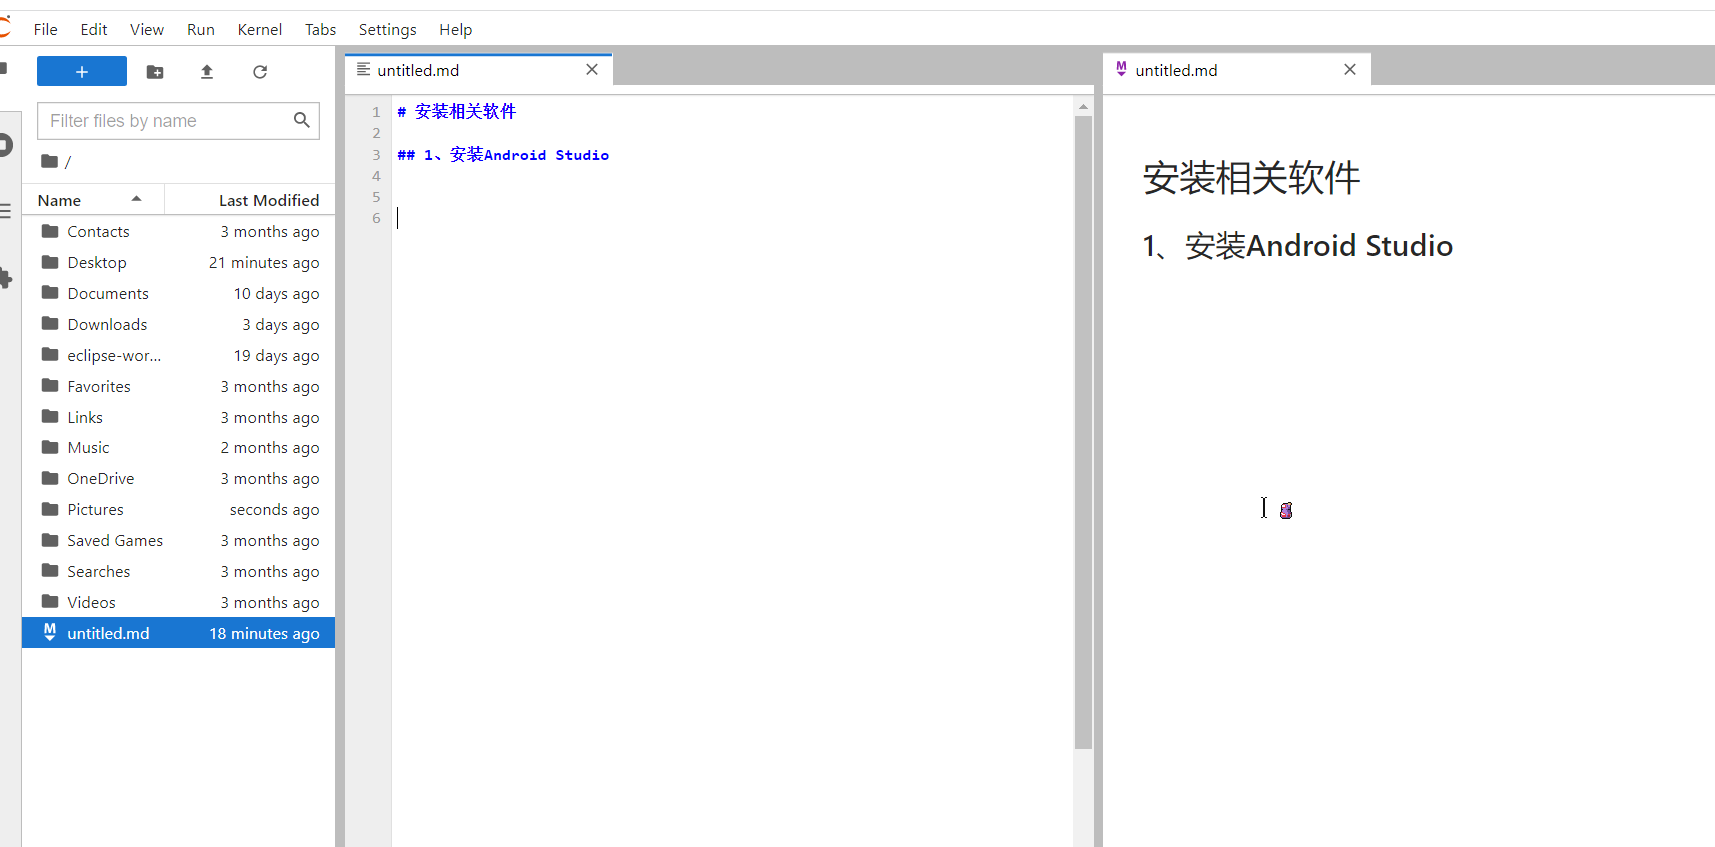 File Edit View Run Kernel Tabs Settings Help
Filter files by name
/
Name Last Modified
Contacts 3 months ago
Desktop 21 minutes ago
Documents 10 days ago
Downloads 3 days ago
eclipse-wor... 19 days ago
Favorites 3 months ago
Links 3 months ago
Music 2 months ago
OneDrive 3 months ago
Pictures seconds ago
Saved Games 3 months ago
Searches 3 months ago
Videos 3 months ago
untitled.md 18 minutes ago
untitled.md
1 # 安装相关软件
2
3 ## 1、安装Android Studio
4
5
6
untitled.md
安装相关软件
1、安装Android Studio